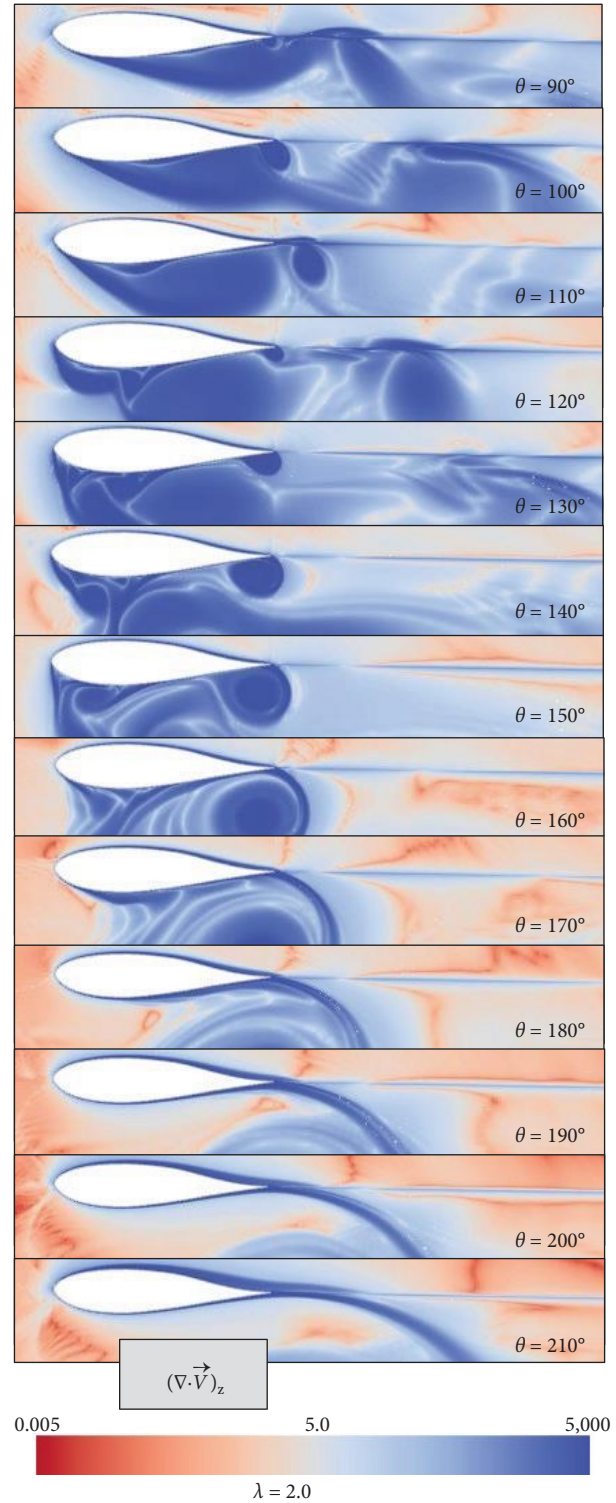 θ = 90°
θ = 100°
θ = 110°
θ = 120°
θ = 130°
θ = 140°
θ = 150°
θ = 160°
θ = 170°
θ = 180°
θ = 190°
θ = 200°
θ = 210°
(∇·V⃗)z
0.005 5.0 5,000
λ = 2.0